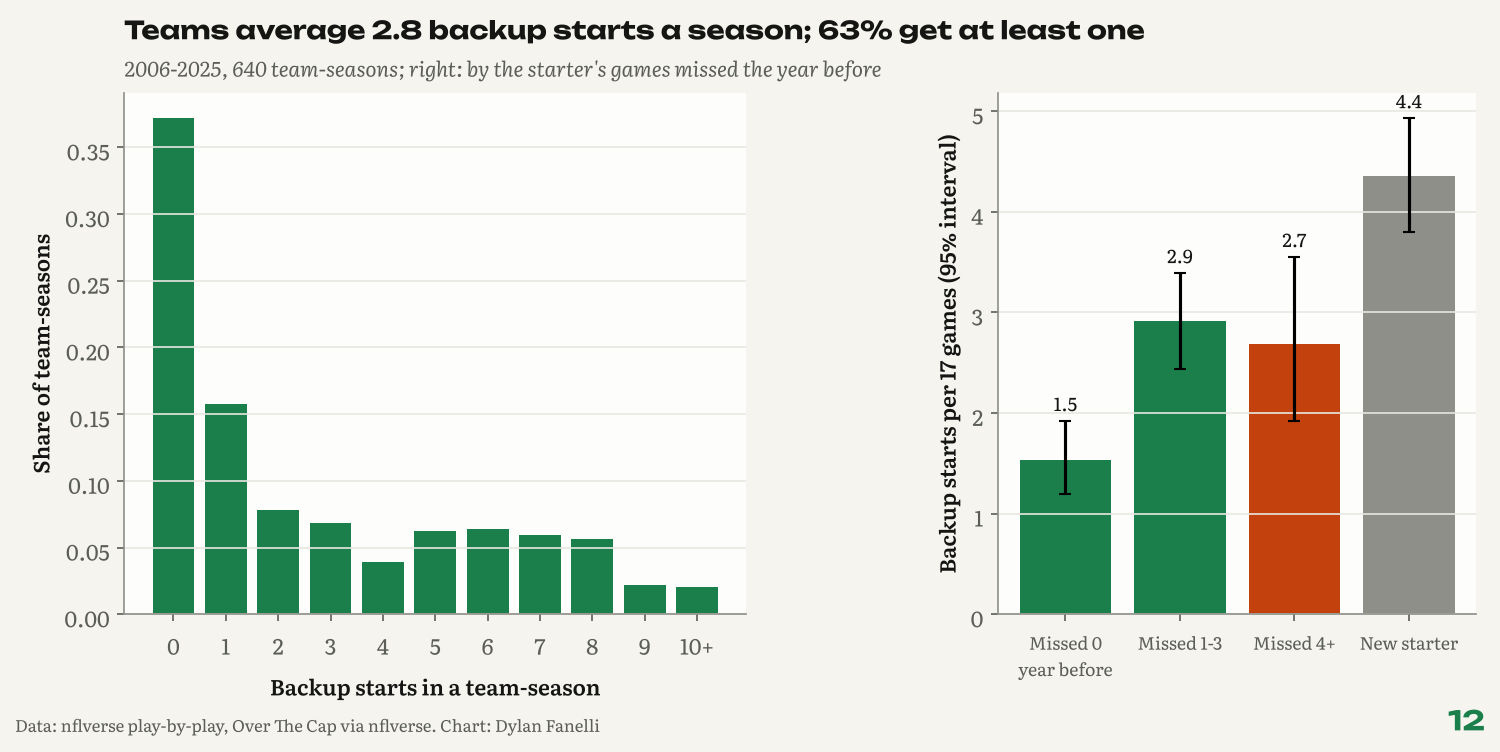 Teams average 2.8 backup starts a season; 63% get at least one
2006-2025, 640 team-seasons; right: by the starter's games missed the year before
Share of team-seasons
0.35
0.30
0.25
0.20
0.15
0.10
0.05
0.00
0 1 2 3 4 5 6 7 8 9 10+
Backup starts in a team-season
Backup starts per 17 games (95% interval)
5
4
3
2
1
0
1.5
2.9
2.7
4.4
Missed 0
year before
Missed 1-3
Missed 4+
New starter
Data: nflverse play-by-play, Over The Cap via nflverse. Chart: Dylan Fanelli
12